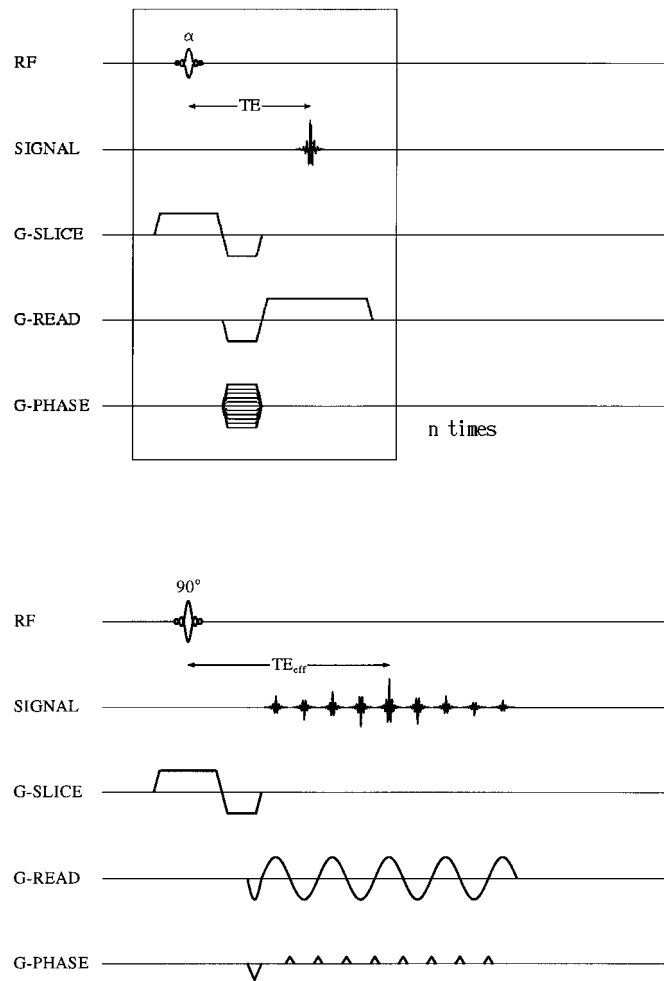 α
RF
TE
SIGNAL
G-SLICE
G-READ
G-PHASE
n times
90°
RF
TEeff
SIGNAL
G-SLICE
G-READ
G-PHASE